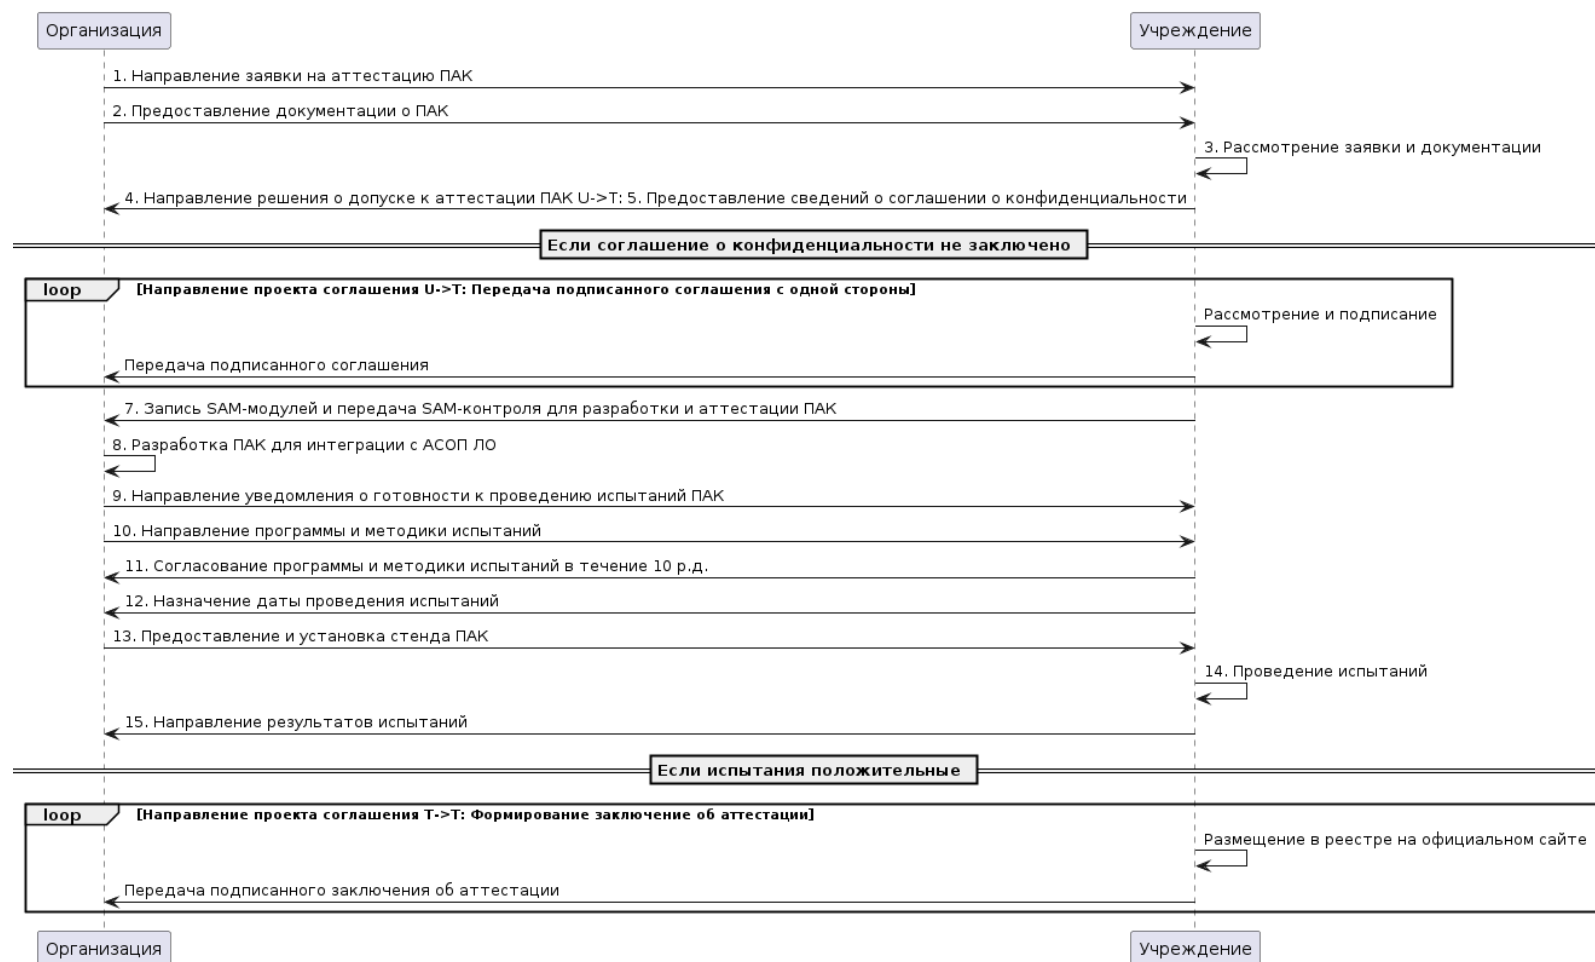 Организация Учреждение
1. Направление заявки на аттестацию ПАК
2. Предоставление документации о ПАК
3. Рассмотрение заявки и документации
4. Направление решения о допуске к аттестации ПАК U->T: 5. Предоставление сведений о соглашении о конфиденциальности
Если соглашение о конфиденциальности не заключено
loop [Направление проекта соглашения U->T: Передача подписанного соглашения с одной стороны]
Рассмотрение и подписание
Передача подписанного соглашения
7. Запись SAM-модулей и передача SAM-контроля для разработки и аттестации ПАК
8. Разработка ПАК для интеграции с АСОП ЛО
9. Направление уведомления о готовности к проведению испытаний ПАК
10. Направление программы и методики испытаний
11. Согласование программы и методики испытаний в течение 10 р.д.
12. Назначение даты проведения испытаний
13. Предоставление и установка стенда ПАК
14. Проведение испытаний
15. Направление результатов испытаний
Если испытания положительные
loop [Направление проекта соглашения T->T: Формирование заключение об аттестации]
Размещение в реестре на официальном сайте
Передача подписанного заключения об аттестации
Организация Учреждение